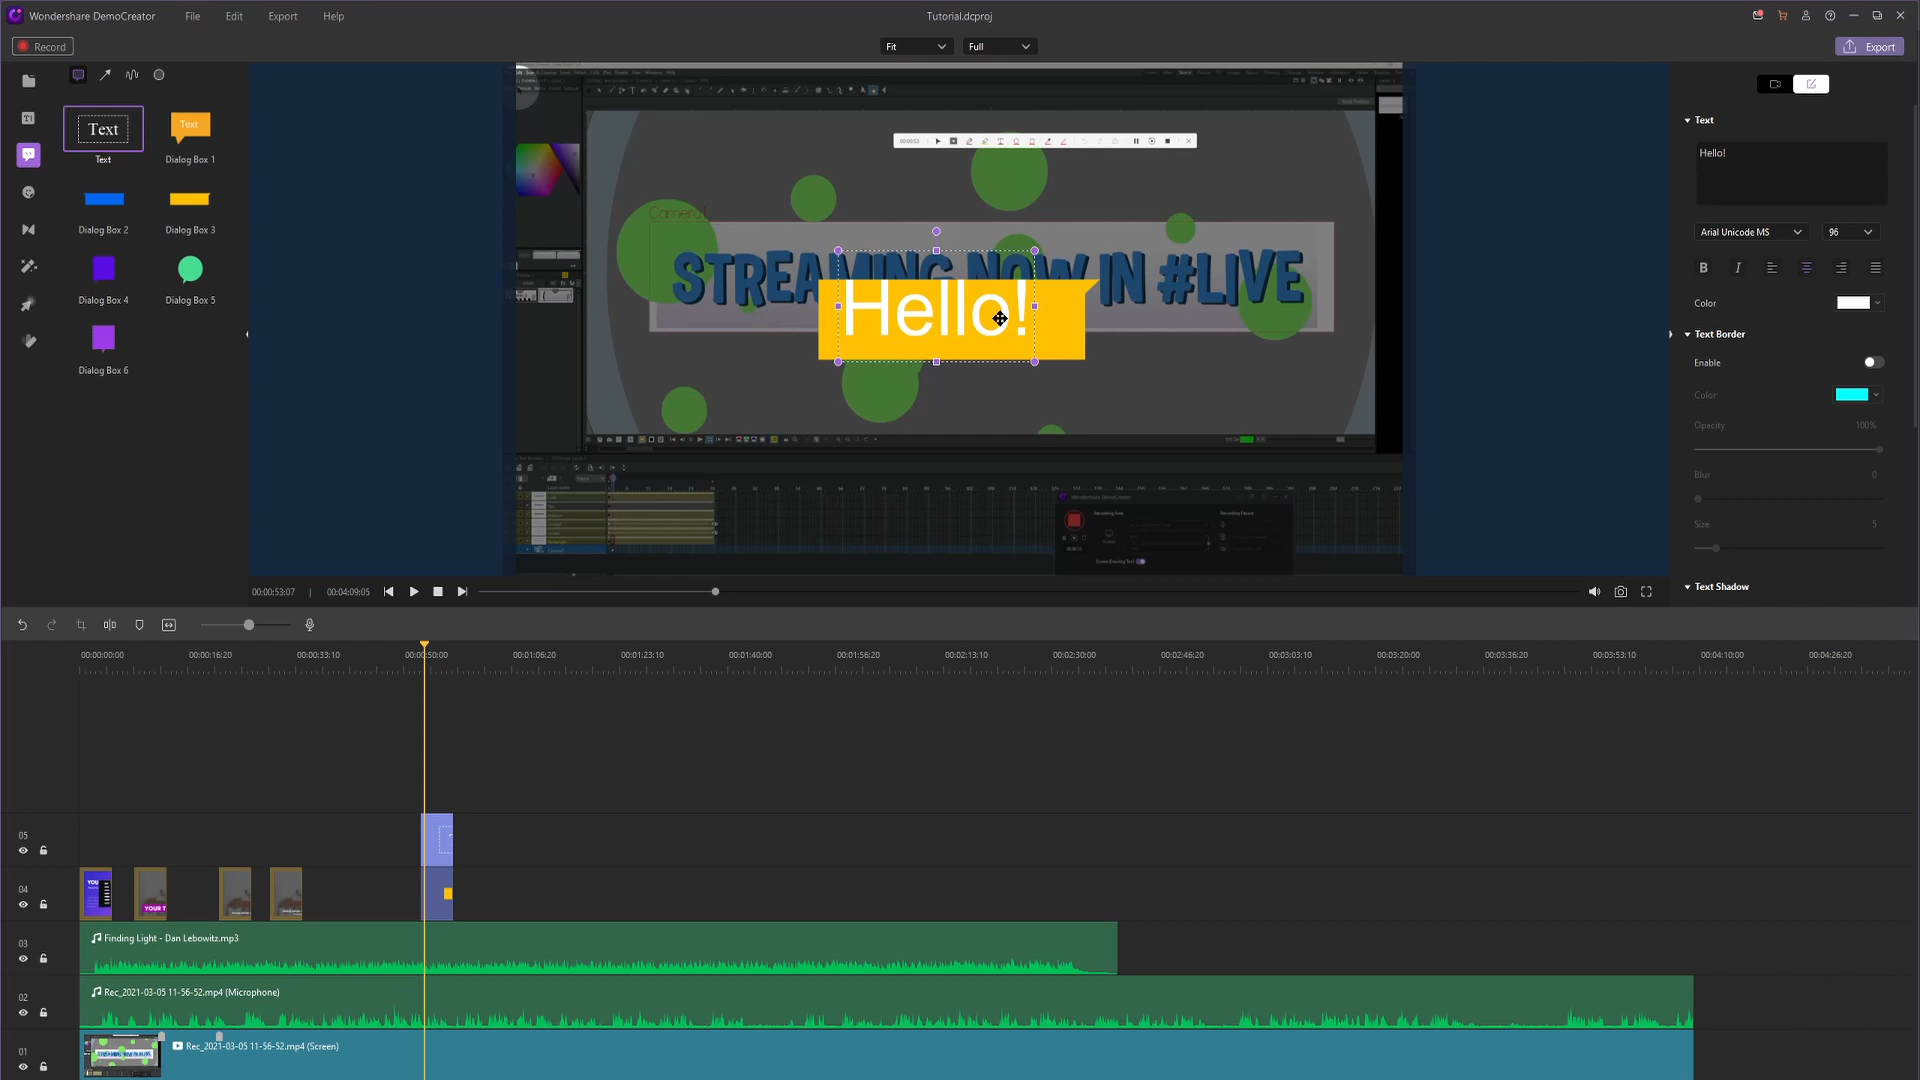 Wondershare DemoCreator
File Edit Export Help
Tutorial.dcproj
Record
Fit
Full
Export
Text
Text
Text
Dialog Box 1
Dialog Box 2
Dialog Box 3
Dialog Box 4
Dialog Box 5
Dialog Box 6
STREAMING NOW IN #LIVE
Hello!
Wondershare DemoCreator
Text
Hello!
Arial Unicode MS
96
B I
Color
Text Border
Enable
Color
Opacity 100%
Blur 0
Size 5
Text Shadow
00:00:53:07 | 00:04:09:05
00:00:00:00 00:00:16:20 00:00:33:10 00:00:50:00 00:01:06:20 00:01:23:10 00:01:40:00 00:01:56:20 00:02:13:10 00:02:30:00 00:02:46:20 00:03:03:10 00:03:20:00 00:03:36:20 00:03:53:10 00:04:10:00 00:04:26:20
05
04
YOUR T
03
Finding Light - Dan Lebowitz.mp3
02
Rec_2021-03-05 11-56-52.mp4 (Microphone)
01
Rec_2021-03-05 11-56-52.mp4 (Screen)